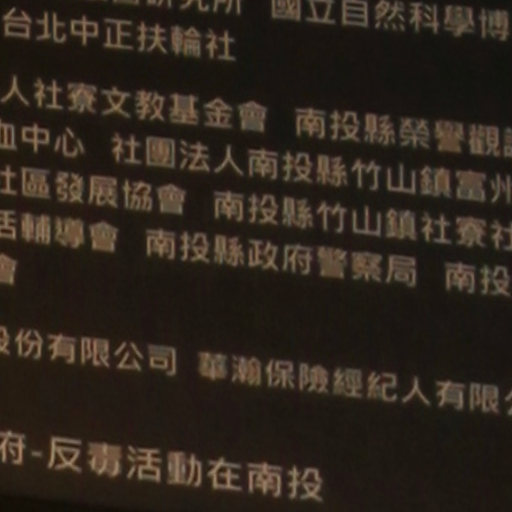 研究所 國立自然科學博
台北中正扶輪社
人社寮文教基金會 南投縣榮譽觀
血中心 社團法人南投縣竹山鎮富州
社區發展協會 南投縣竹山鎮社寮社
活輔導會 南投縣政府警察局 南投
會
股份有限公司 華瀚保險經紀人有限公
府-反毒活動在南投